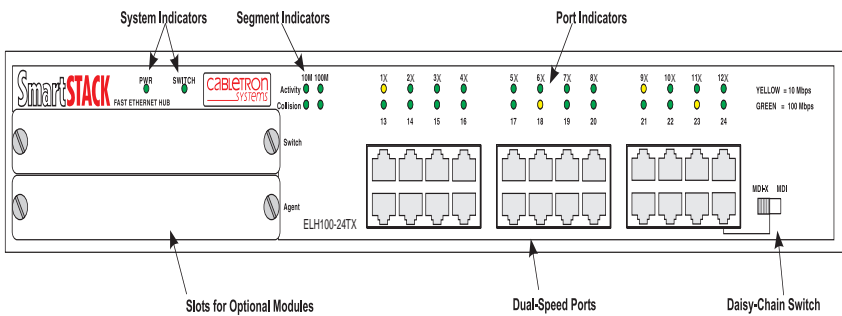 System Indicators
Segment Indicators
Port Indicators
SmartSTACK
PWR
SWITCH
FAST ETHERNET HUB
CABLETRON
SYSTEMS
10M 100M
Activity
Collision
1X 2X 3X 4X 5X 6X 7X 8X 9X 10X 11X 12X
13 14 15 16 17 18 19 20 21 22 23 24
YELLOW = 10 Mbps
GREEN = 100 Mbps
Switch
Agent
ELH100-24TX
MDI-X MDI
Slots for Optional Modules
Dual-Speed Ports
Daisy-Chain Switch